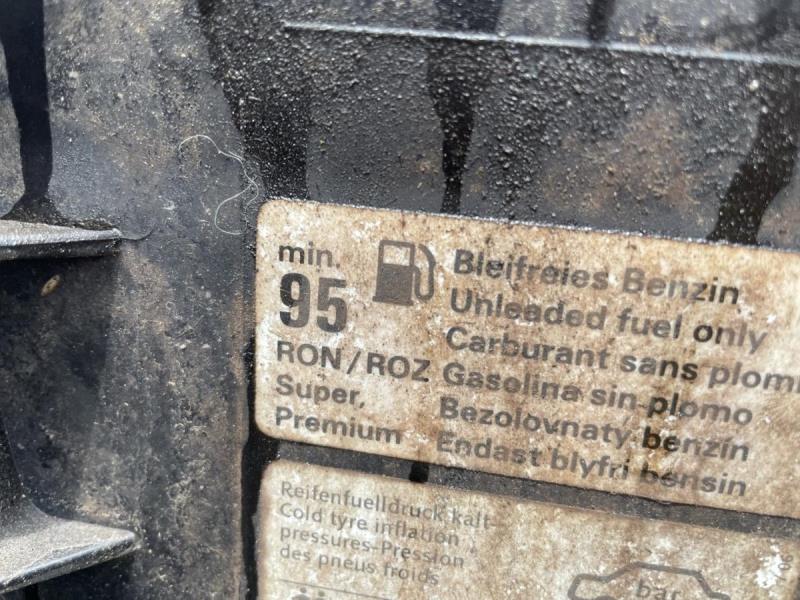 min.
95
RON/ROZ
Super,
Premium
Bleifreies Benzin
Unleaded fuel only
Carburant sans plom
Gasolina sin plomo
Bezolovnaty benzin
Endast blyfri bensin
Reifenfuelldruck kalt-
Cold tyre inflation
pressures-Pression
des pneus froids
bar